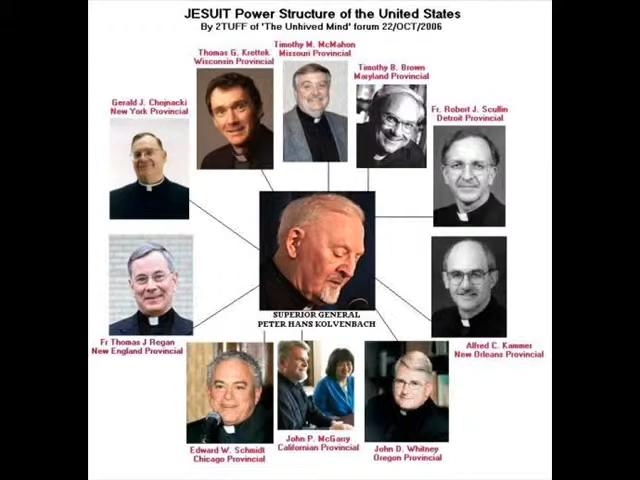 JESUIT Power Structure of the United States
By 2TUFF of 'The Unhived Mind' forum 22/OCT/2006
Timothy M. McMahon
Missouri Provincial
Thomas G. Krettek
Wisconsin Provincial
Timothy B. Brown
Maryland Provincial
Gerald J. Chojnacki
New York Provincial
Fr. Robert J. Scullin
Detroit Provincial
SUPERIOR GENERAL
PETER HANS KOLVENBACH
Fr Thomas J Regan
New England Provincial
Alfred C. Kammer
New Orleans Provincial
Edward W. Schmidt
Chicago Provincial
John P. McGarry
Californian Provincial
John D. Whitney
Oregon Provincial